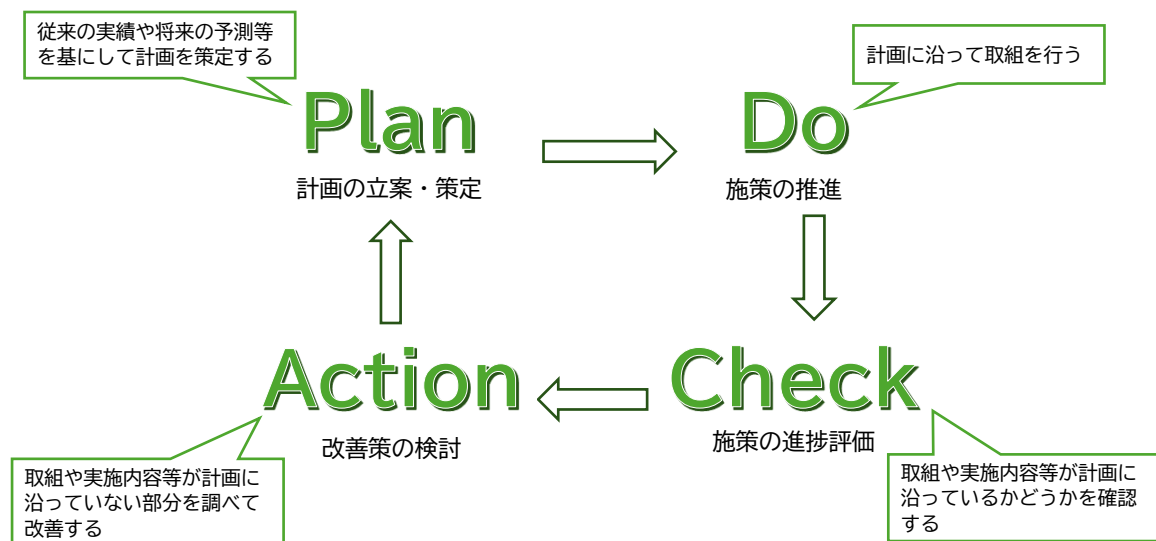 従来の実績や将来の予測等
を基にして計画を策定する
計画に沿って取組を行う
Plan
計画の立案・策定
Do
施策の推進
Action
改善策の検討
Check
施策の進捗評価
取組や実施内容等が計画に
沿っていない部分を調べて
改善する
取組や実施内容等が計画に
沿っているかどうかを確認
する